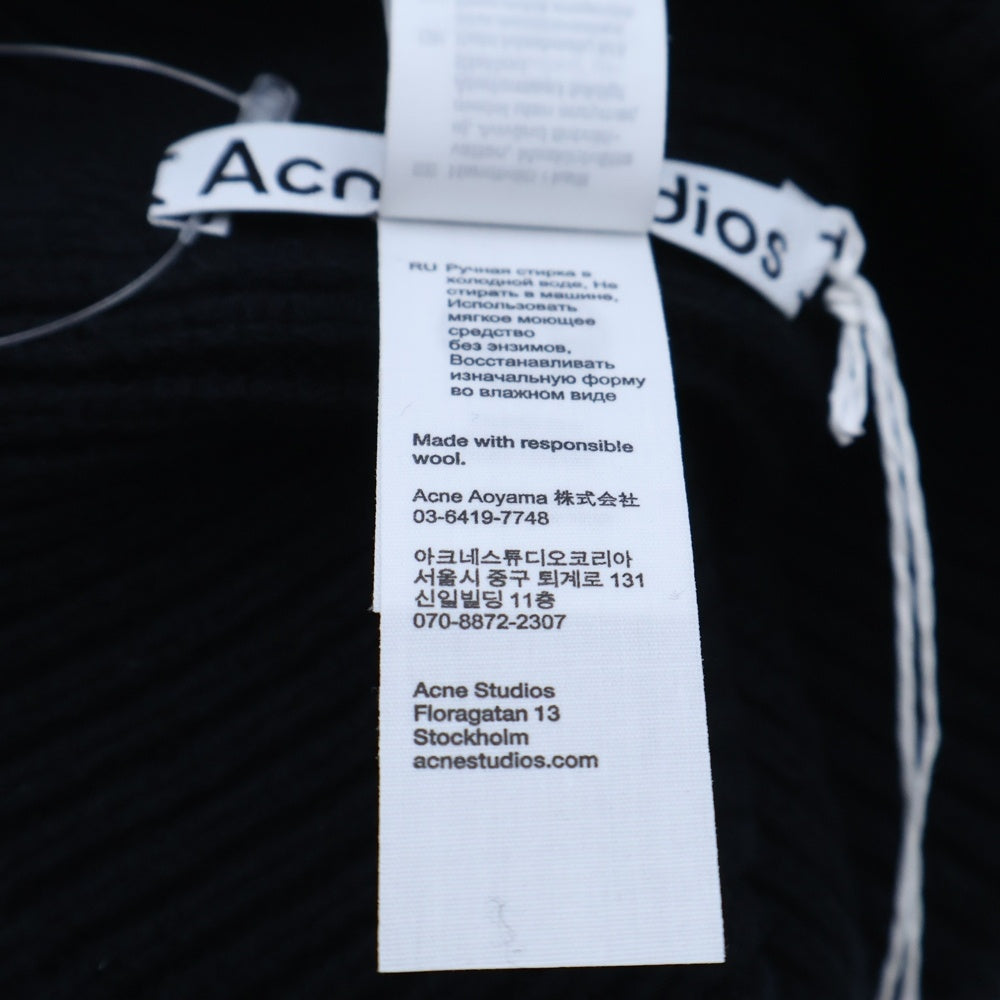 Acn
dios
RU Ручная стирка в
холодной воде. Не
стирать в машине.
Использовать
мягкое моющее
средство
без энзимов.
Восстанавливать
изначальную форму
во влажном виде
Made with responsible
wool.
Acne Aoyama 株式会社
03-6419-7748
아크네스튜디오코리아
서울시 중구 퇴계로 131
신일빌딩 11층
070-8872-2307
Acne Studios
Floragatan 13
Stockholm
acnestudios.com